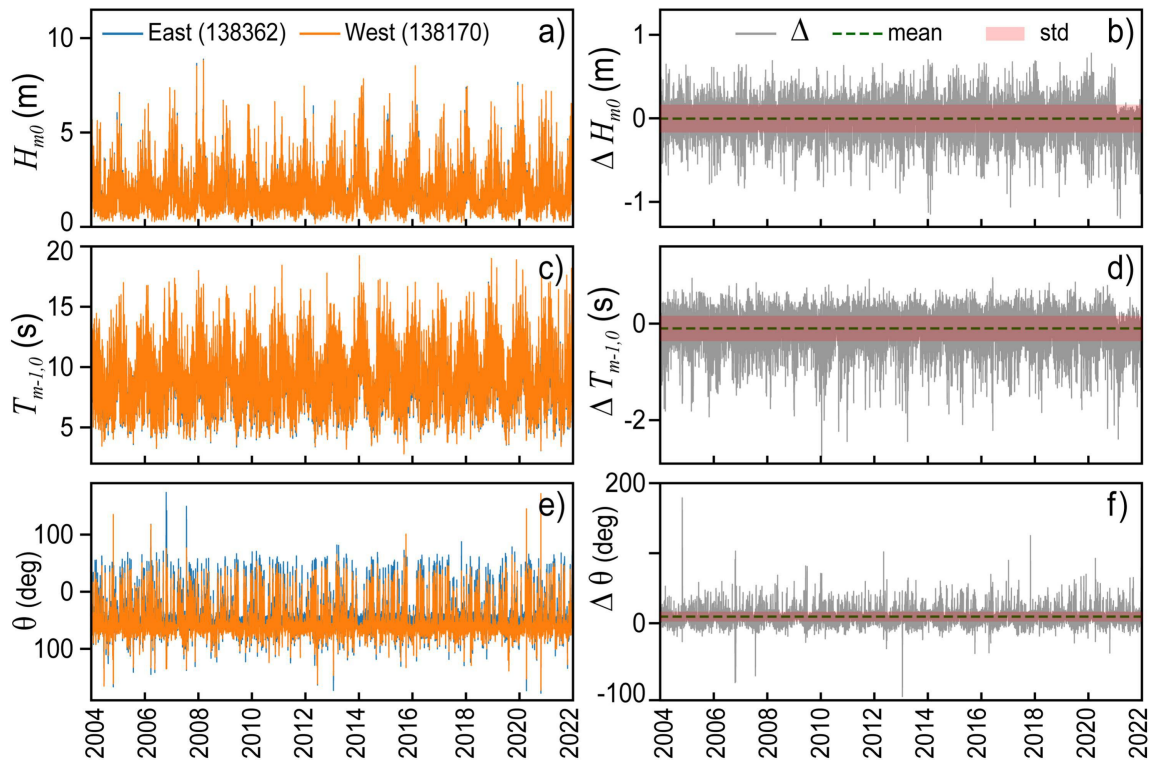 East (138362) West (138170) a)
10
5
0
H_m0 (m)
Δ mean std b)
1
0
-1
Δ H_m0 (m)
c)
20
15
10
5
T_m-1,0 (s)
d)
0
-2
Δ T_m-1,0 (s)
e)
100
0
100
θ (deg)
f)
200
0
-100
Δ θ (deg)
2004 2006 2008 2010 2012 2014 2016 2018 2020 2022
2004 2006 2008 2010 2012 2014 2016 2018 2020 2022